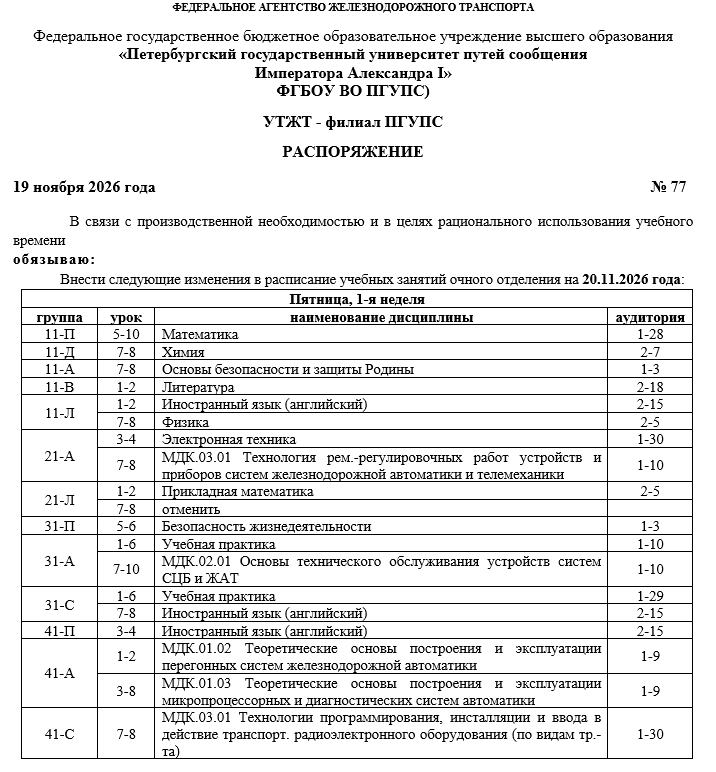 ФЕДЕРАЛЬНОЕ АГЕНТСТВО ЖЕЛЕЗНОДОРОЖНОГО ТРАНСПОРТА
Федеральное государственное бюджетное образовательное учреждение высшего образования
«Петербургский государственный университет путей сообщения
Императора Александра I»
ФГБОУ ВО ПГУПС)
УТЖТ - филиал ПГУПС
РАСПОРЯЖЕНИЕ
19 ноября 2026 года № 77
В связи с производственной необходимостью и в целях рационального использования учебного
времени
обязываю:
Внести следующие изменения в расписание учебных занятий очного отделения на 20.11.2026 года:
Пятница, 1-я неделя
группа урок наименование дисциплины аудитория
11-П 5-10 Математика 1-28
11-Д 7-8 Химия 2-7
11-А 7-8 Основы безопасности и защиты Родины 1-3
11-В 1-2 Литература 2-18
11-Л 1-2 Иностранный язык (английский) 2-15
7-8 Физика 2-5
21-А 3-4 Электронная техника 1-30
7-8 МДК.03.01 Технология рем.-регулировочных работ устройств и
приборов систем железнодорожной автоматики и телемеханики 1-10
21-Л 1-2 Прикладная математика 2-5
7-8 отменить
31-П 5-6 Безопасность жизнедеятельности 1-3
31-А 1-6 Учебная практика 1-10
7-10 МДК.02.01 Основы технического обслуживания устройств систем
СЦБ и ЖАТ 1-10
31-С 1-6 Учебная практика 1-29
7-8 Иностранный язык (английский) 2-15
41-П 3-4 Иностранный язык (английский) 2-15
41-А 1-2 МДК.01.02 Теоретические основы построения и эксплуатации
перегонных систем железнодорожной автоматики 1-9
3-8 МДК.01.03 Теоретические основы построения и эксплуатации
микропроцессорных и диагностических систем автоматики 1-9
41-С 7-8 МДК.03.01 Технологии программирования, инсталляции и ввода в
действие транспорт. радиоэлектронного оборудования (по видам тр.-
та) 1-30